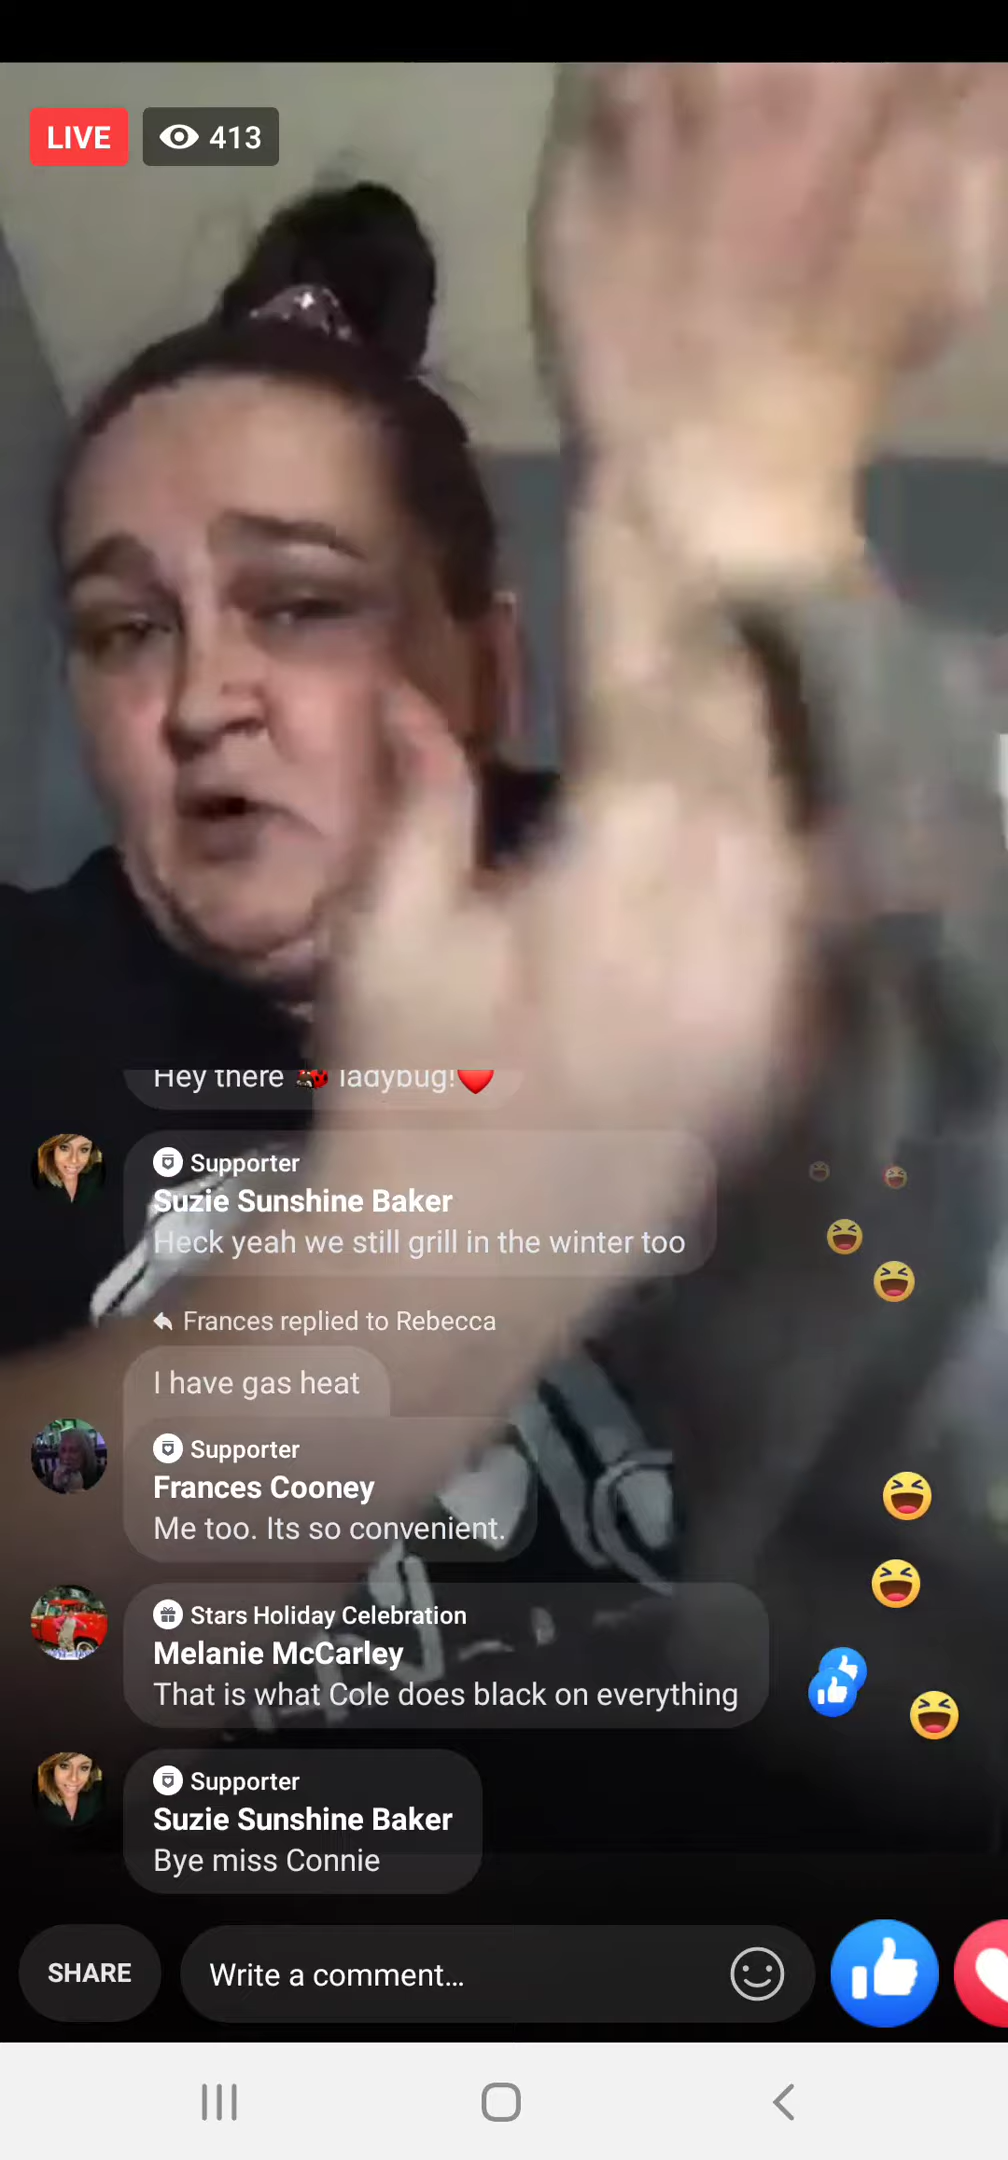 LIVE 413
Hey there 🐞 ladybug!❤️
Supporter
Suzie Sunshine Baker
Heck yeah we still grill in the winter too
Frances replied to Rebecca
I have gas heat
Supporter
Frances Cooney
Me too. Its so convenient.
Stars Holiday Celebration
Melanie McCarley
That is what Cole does black on everything
Supporter
Suzie Sunshine Baker
Bye miss Connie
SHARE
Write a comment...